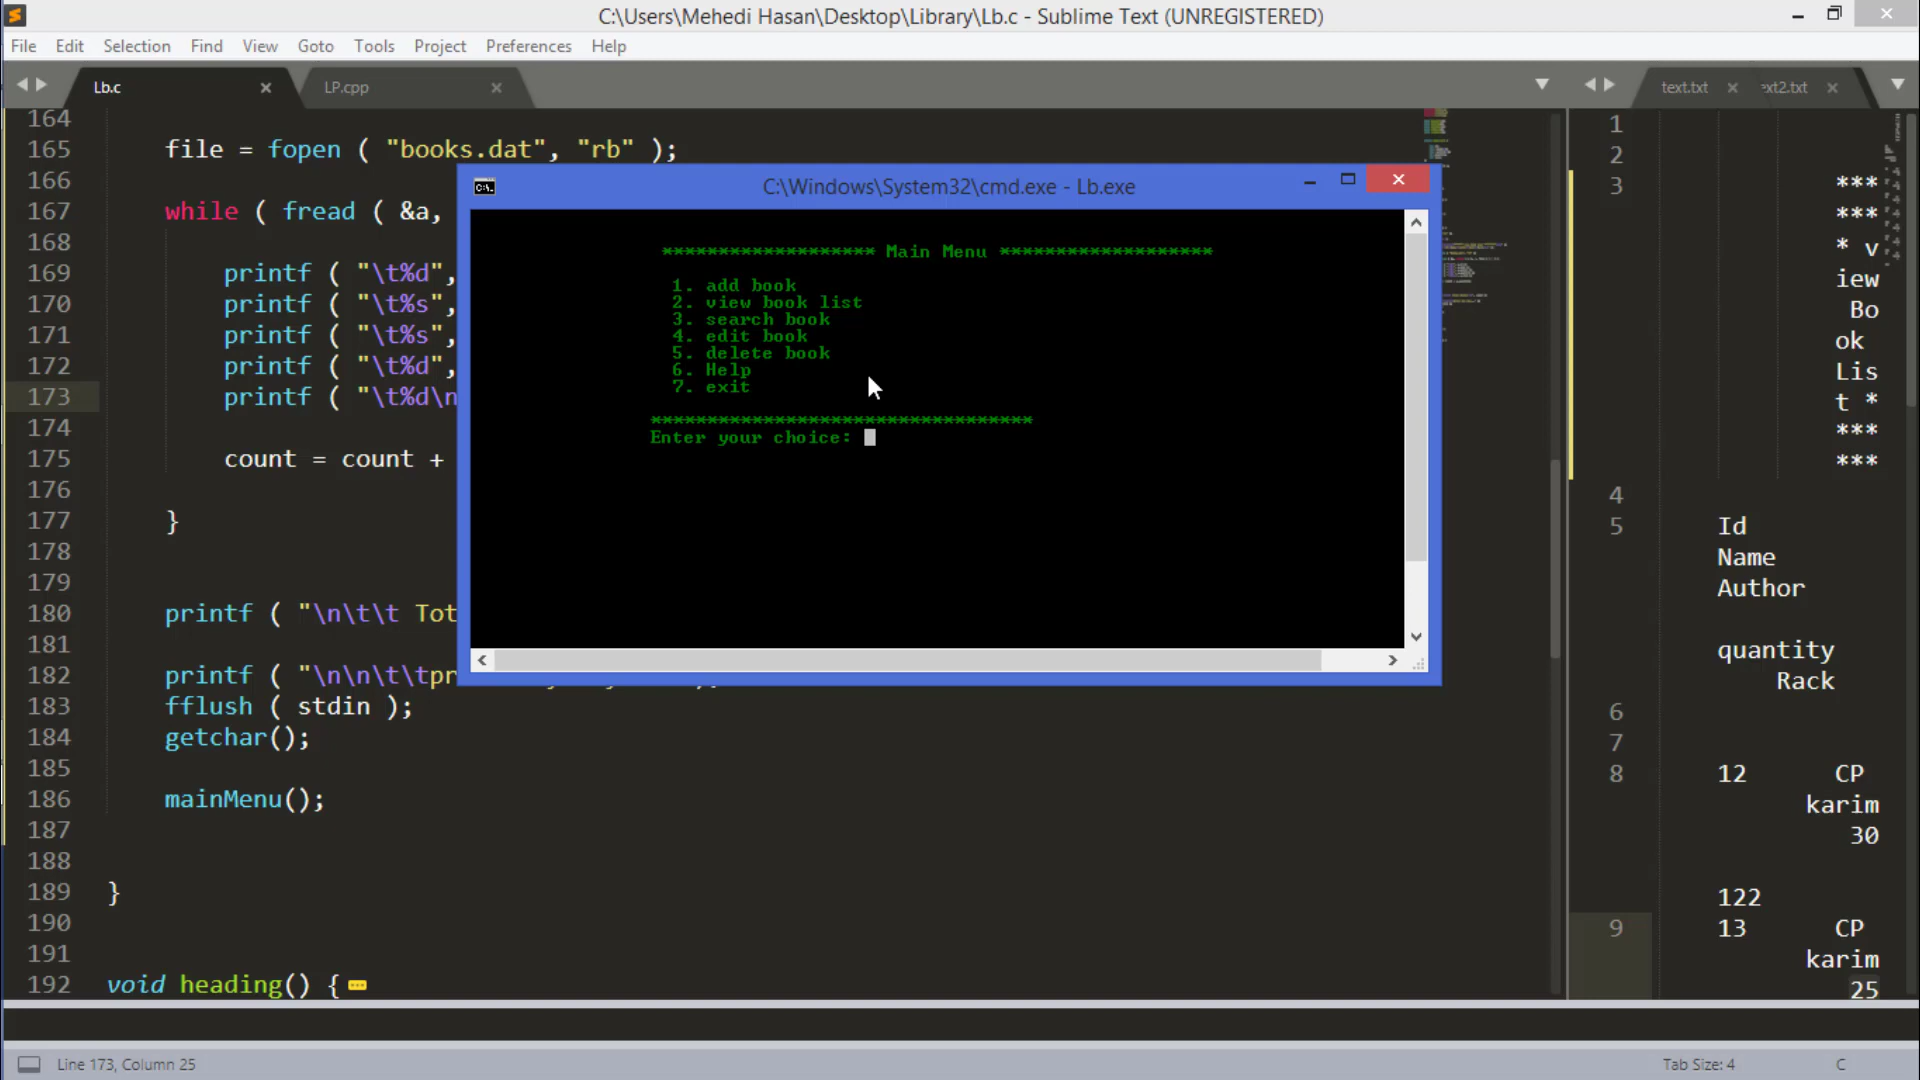 C:\Users\Mehedi Hasan\Desktop\Library\Lb.c - Sublime Text (UNREGISTERED)
File Edit Selection Find View Goto Tools Project Preferences Help
Lb.c
LP.cpp
text.txt
ext2.txt
164
165 file = fopen ( "books.dat", "rb" );
166
167 while ( fread ( &a,
168
169 printf ( "\t%d",
170 printf ( "\t%s",
171 printf ( "\t%s",
172 printf ( "\t%d",
173 printf ( "\t%d\n
174
175 count = count +
176
177 }
178
179
180 printf ( "\n\t\t Tot
181
182 printf ( "\n\n\t\tpr
183 fflush ( stdin );
184 getchar();
185
186 mainMenu();
187
188
189 }
190
191
192 void heading() {
C:\Windows\System32\cmd.exe - Lb.exe
******************* Main Menu *******************
1. add book
2. view book list
3. search book
4. edit book
5. delete book
6. Help
7. exit
**********************************
Enter your choice:
1
2
3 ***
***
* v
iew
Bo
ok
Lis
t *
***
***
4
5 Id
Name
Author
quantity
Rack
6
7
8 12 CP
karim
30
122
9 13 CP
karim
25
Line 173, Column 25
Tab Size: 4
C